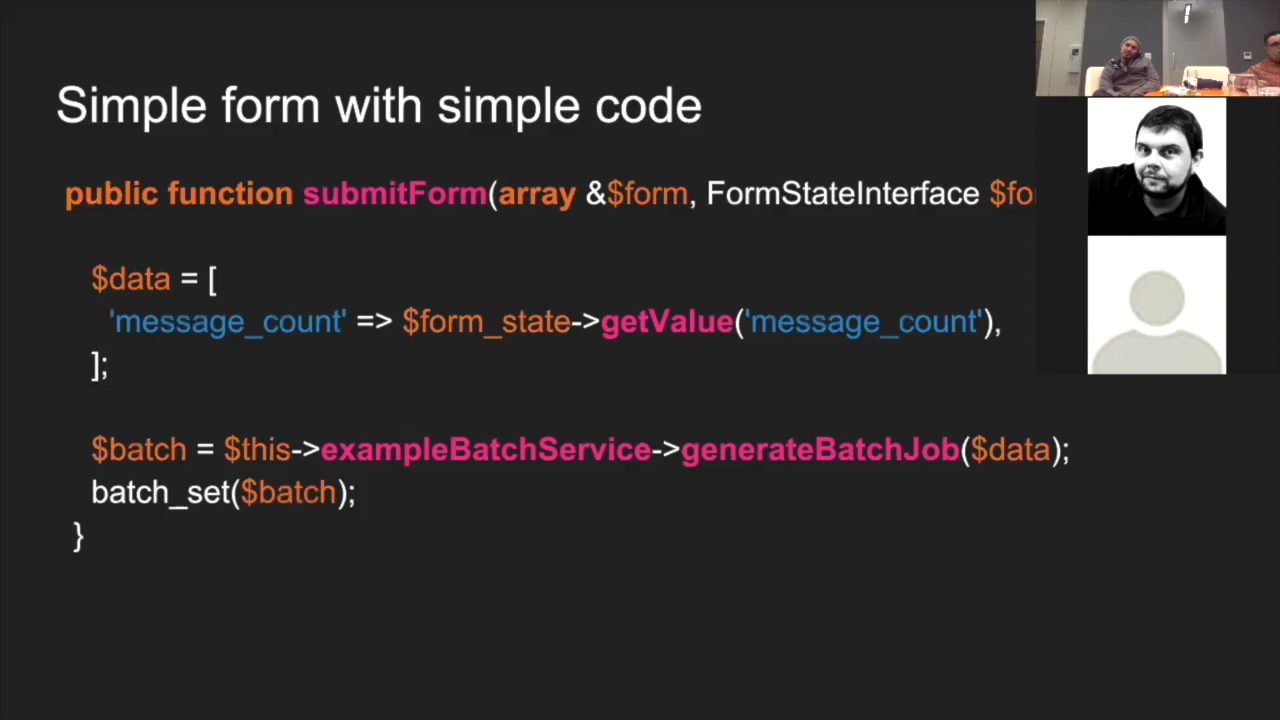 Simple form with simple code
public function submitForm(array &$form, FormStateInterface $fo
$data = [
'message_count' => $form_state->getValue('message_count'),
];
$batch = $this->exampleBatchService->generateBatchJob($data);
batch_set($batch);
}